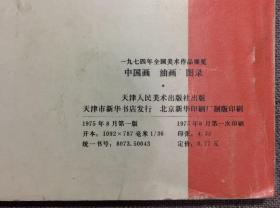 一九七四年全国美术作品展览
中国画 油画 图录
天津人民美术出版社出版
天津市新华书店发行 北京新华印刷厂制版印刷
1975年8月第一版 1975年8月第一次印刷
开本：1092×787毫米1/36 印张：4.33
统一书号：8073.50043 定价：0.77元